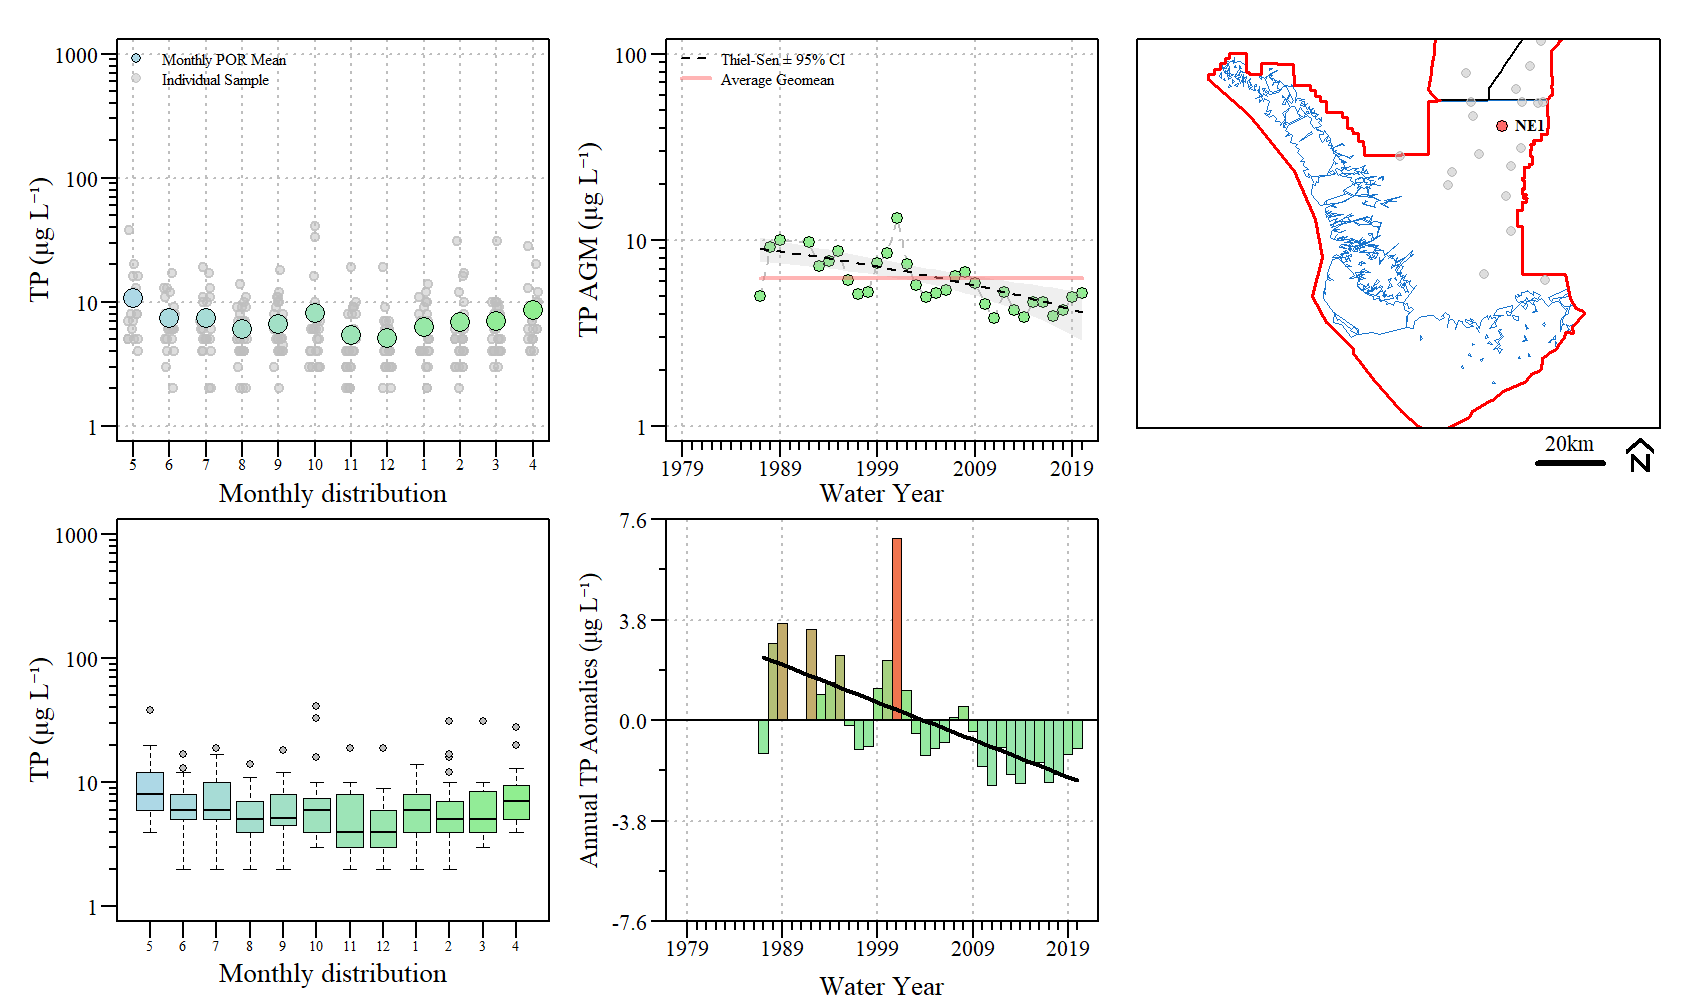 1000
100
10
1
TP (µg L⁻¹)
Monthly POR Mean
Individual Sample
5 6 7 8 9 10 11 12 1 2 3 4
Monthly distribution
100
10
1
TP AGM (µg L⁻¹)
Thiel-Sen ± 95% CI
Average Geomean
1979 1989 1999 2009 2019
Water Year
NE1
20km
N
1000
100
10
1
TP (µg L⁻¹)
5 6 7 8 9 10 11 12 1 2 3 4
Monthly distribution
7.6
3.8
0.0
-3.8
-7.6
Annual TP Aomalies (µg L⁻¹)
1979 1989 1999 2009 2019
Water Year